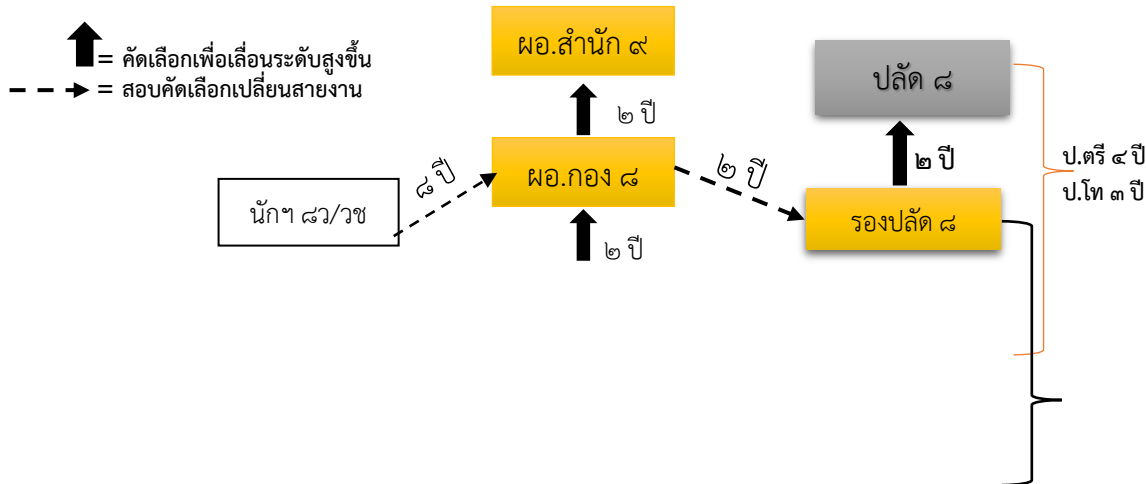 = คัดเลือกเพื่อเลื่อนระดับสูงขึ้น
= สอบคัดเลือกเปลี่ยนสายงาน
ผอ.สำนัก ๙
ปลัด ๘
๒ ปี
๘ ปี
ผอ.กอง ๘
๒ ปี
๒ ปี
ป.ตรี ๔ ปี
ป.โท ๓ ปี
นักฯ ๘ว/วช
รองปลัด ๘
๒ ปี